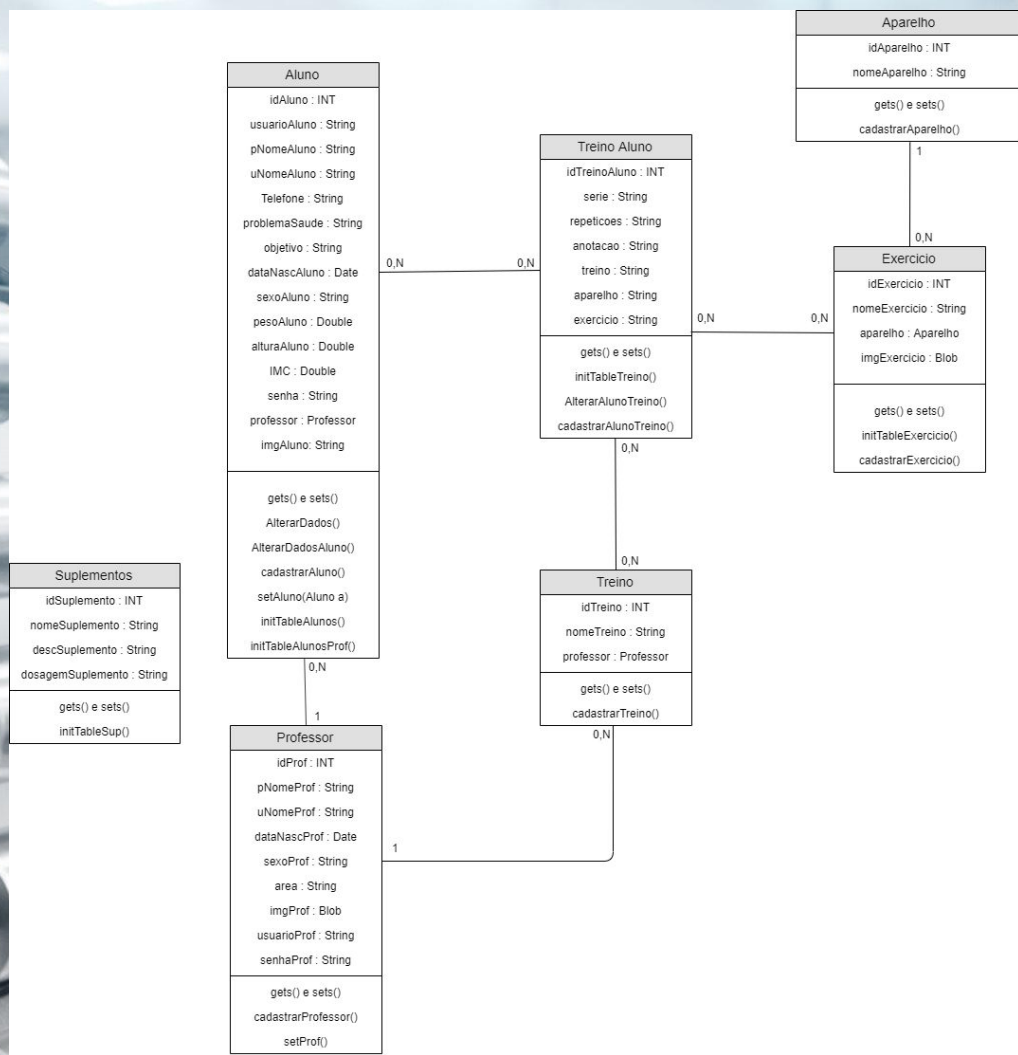 Aparelho
idAparelho : INT
nomeAparelho : String
gets() e sets()
cadastrarAparelho()
1
0,N
Aluno
idAluno : INT
usuarioAluno : String
pNomeAluno : String
uNomeAluno : String
Telefone : String
problemaSaude : String
objetivo : String
dataNascAluno : Date
sexoAluno : String
pesoAluno : Double
alturaAluno : Double
IMC : Double
senha : String
professor : Professor
imgAluno: String
gets() e sets()
AlterarDados()
AlterarDadosAluno()
cadastrarAluno()
setAluno(Aluno a)
initTableAlunos()
initTableAlunosProf()
0,N
0,N
Treino Aluno
idTreinoAluno : INT
serie : String
repeticoes : String
anotacao : String
treino : String
aparelho : String
exercicio : String
gets() e sets()
initTableTreino()
AlterarAlunoTreino()
cadastrarAlunoTreino()
0,N
0,N
Exercicio
idExercicio : INT
nomeExercicio : String
aparelho : Aparelho
imgExercicio : Blob
gets() e sets()
initTableExercicio()
cadastrarExercicio()
0,N
0,N
Treino
idTreino : INT
nomeTreino : String
professor : Professor
gets() e sets()
cadastrarTreino()
0,N
1
Suplementos
idSuplemento : INT
nomeSuplemento : String
descSuplemento : String
dosagemSuplemento : String
gets() e sets()
initTableSup()
0,N
1
Professor
idProf : INT
pNomeProf : String
uNomeProf : String
dataNascProf : Date
sexoProf : String
area : String
imgProf : Blob
usuarioProf : String
senhaProf : String
gets() e sets()
cadastrarProfessor()
setProf()